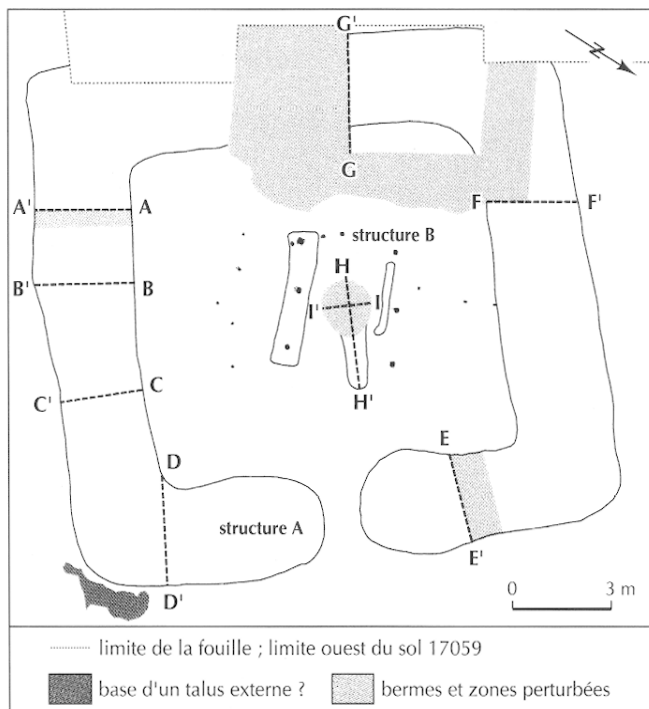 G'
N
G
A' A
F F'
structure B
H
B' B
I' I
C' C
H'
D
E
structure A
E'
D'
0 3 m
limite de la fouille ; limite ouest du sol 17059
base d'un talus externe ? bermes et zones perturbées